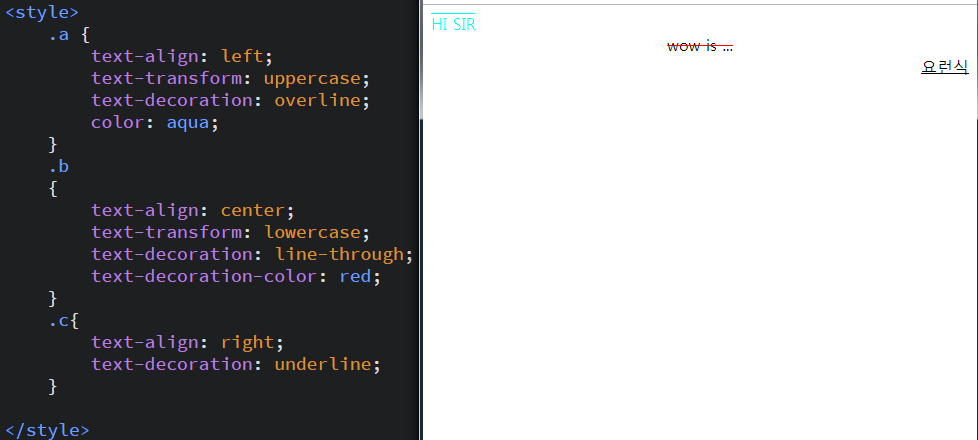 <style>
.a {
text-align: left;
text-transform: uppercase;
text-decoration: overline;
color: aqua;
}
.b
{
text-align: center;
text-transform: lowercase;
text-decoration: line-through;
text-decoration-color: red;
}
.c{
text-align: right;
text-decoration: underline;
}
</style>
HI SIR
wow is ...
요런식